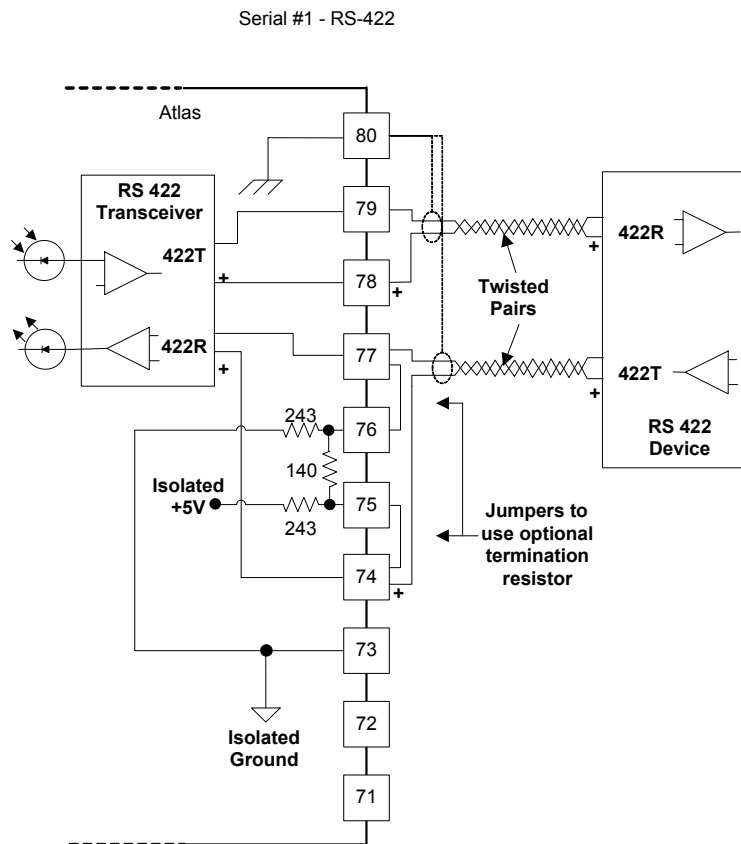 Serial #1 - RS-422
Atlas
80
RS 422
Transceiver
79
422T
422R
+
78
+
Twisted
Pairs
+
422R
77
+
422T
+
243
76
RS 422
Device
140
Isolated
+5V
75
243
Jumpers to
use optional
termination
resistor
74
+
73
72
Isolated
Ground
71